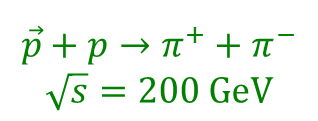 p⃗ + p → π⁺ + π⁻
√s = 200 GeV